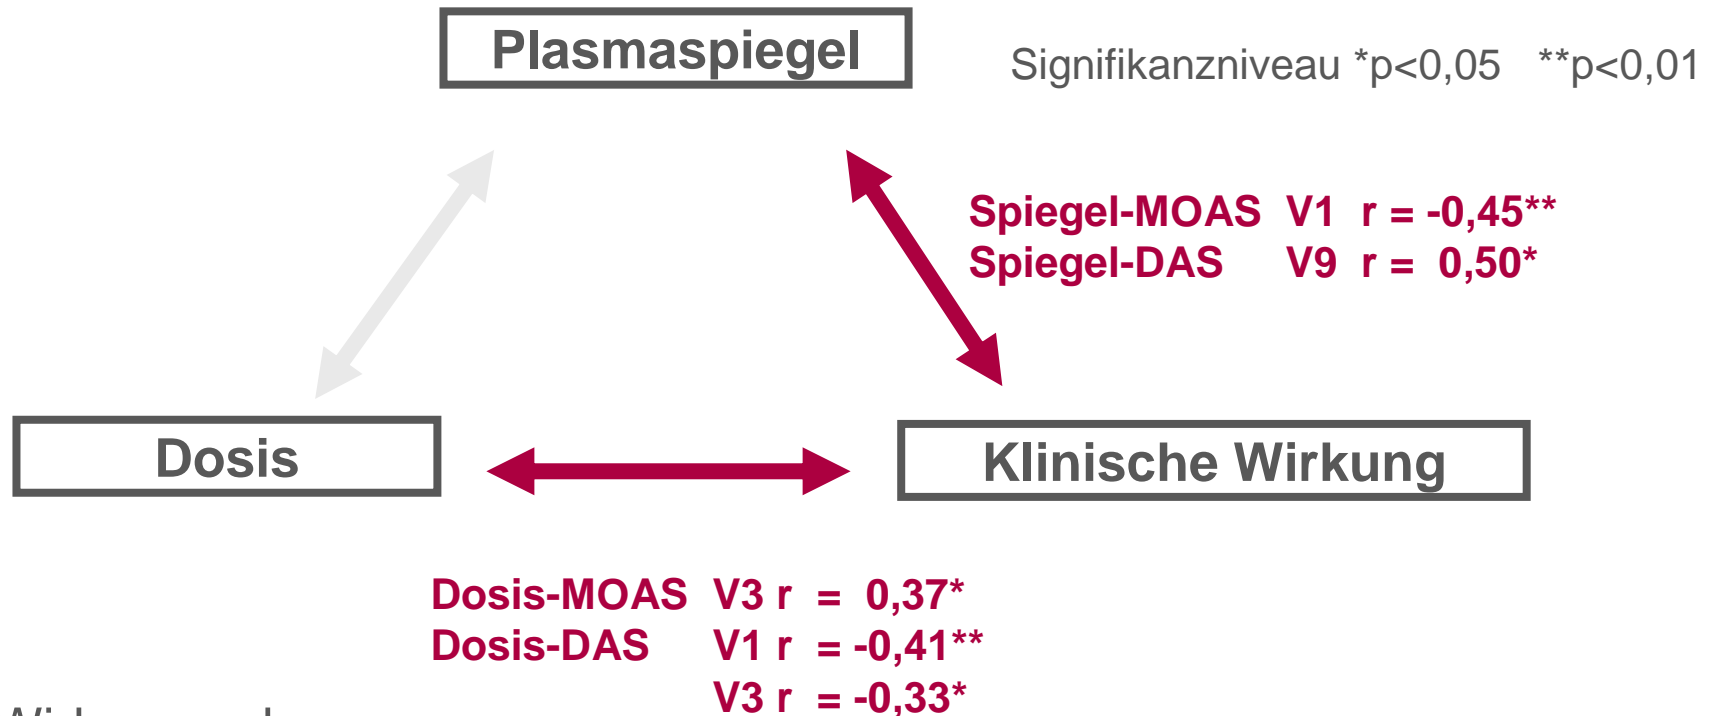 Plasmaspiegel
Signifikanzniveau *p<0,05 **p<0,01
Spiegel-MOAS V1 r = -0,45**
Spiegel-DAS V9 r = 0,50*
Dosis
Klinische Wirkung
Dosis-MOAS V3 r = 0,37*
Dosis-DAS V1 r = -0,41**
V3 r = -0,33*